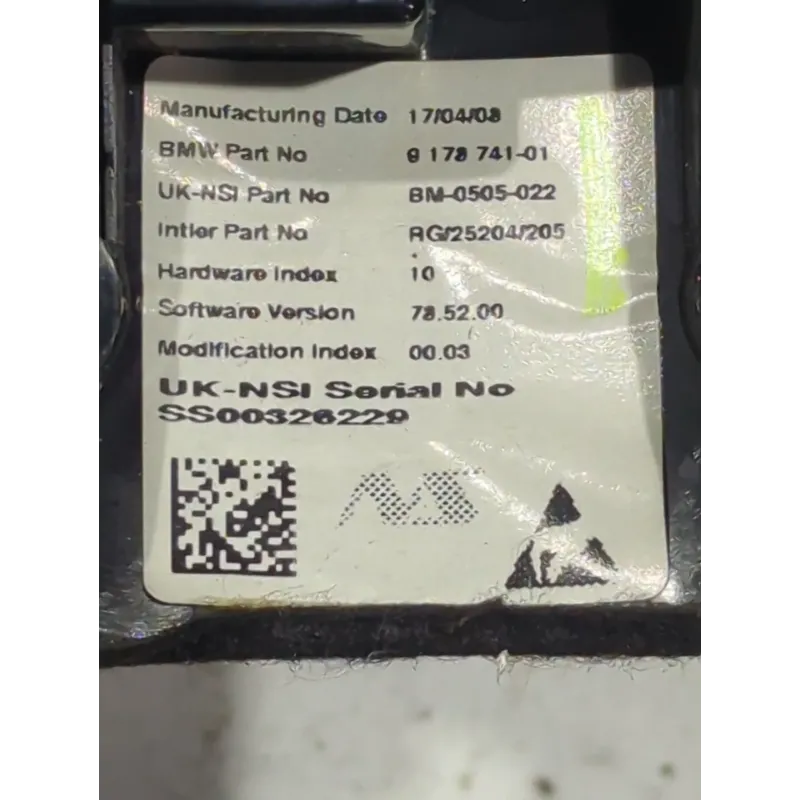 Manufacturing Date 17/04/08
BMW Part No 9 178 741-01
UK-NSI Part No BM-0505-022
Intier Part No RG/25204/205
Hardware Index 10
Software Version 78.52.00
Modification Index 00.03
UK-NSI Serial No
SS00326229